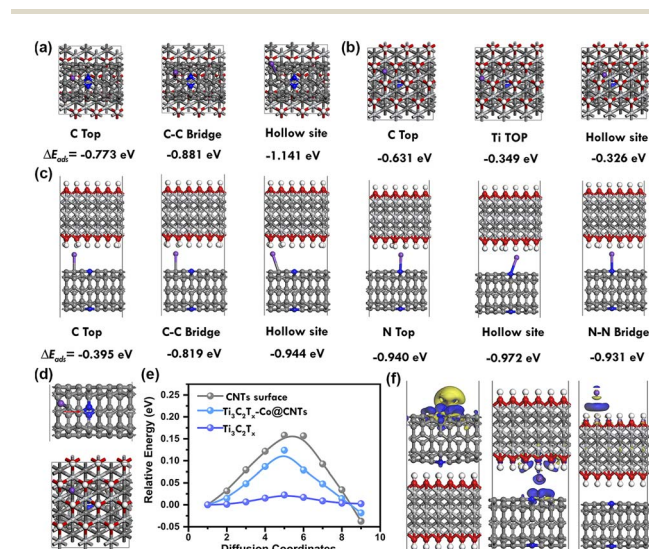 (a)
(b)
C Top
C-C Bridge
Hollow site
C Top
Ti TOP
Hollow site
ΔE_ads= -0.773 eV
-0.881 eV
-1.141 eV
-0.631 eV
-0.349 eV
-0.326 eV
(c)
C Top
C-C Bridge
Hollow site
N Top
Hollow site
N-N Bridge
ΔE_ads= -0.395 eV
-0.819 eV
-0.944 eV
-0.940 eV
-0.972 eV
-0.931 eV
(d)
(e)
Relative Energy (eV)
0.25
0.20
0.15
0.10
0.05
0.00
-0.05
CNTs surface
Ti₃C₂Tₓ-Co@CNTs
Ti₃C₂Tₓ
0 2 4 6 8 10
Diffusion Coordinates
(f)